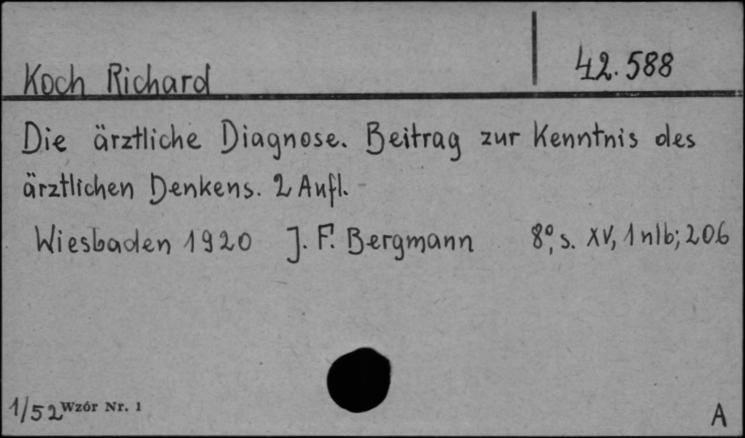 Koch Richard
42.588
Die ärztliche Diagnose. Beitrag zur Kenntnis des
ärztlichen Denkens. 2 Aufl. -
Wiesbaden 1920 J. F. Bergmann 8°, s. XV, 1 nlb; 206
1/52 Wzór Nr. 1
A